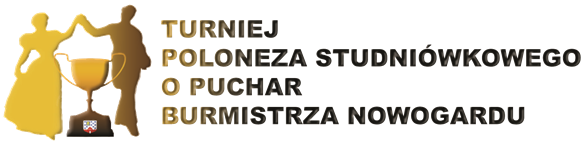 TURNIEJ
POLONEZA STUDNIÓWKOWEGO
O PUCHAR
BURMISTRZA NOWOGARDU